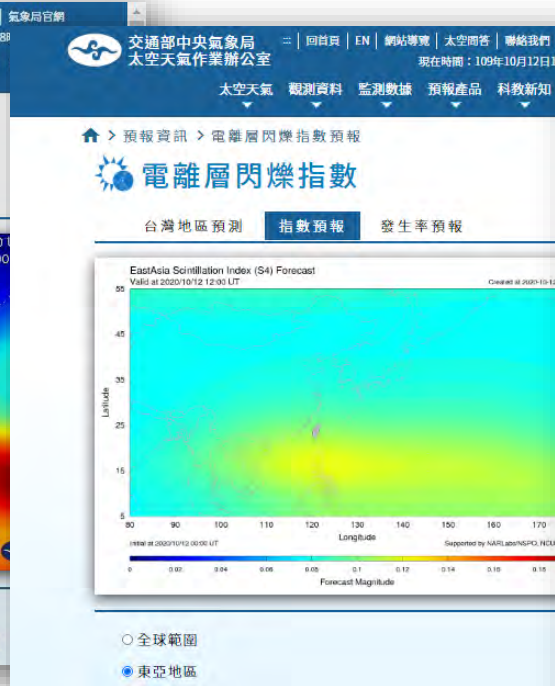 氣象局官網
交通部中央氣象局
太空天氣作業辦公室
::: | 回首頁 | EN | 網站導覽 | 太空問答 | 聯絡我們
現在時間：109年10月12日1
太空天氣 觀測資料 監測數據 預報產品 科教新知
> 預報資訊 > 電離層閃爍指數預報
電離層閃爍指數
台灣地區預測 指數預報 發生率預報
EastAsia Scintillation Index (S4) Forecast
Valid at 2020/10/12 12:00 UT
Created at 2020-10-12
55
45
35
25
15
5
Latitude
80 90 100 110 120 130 140 150 160 170
Longitude
Initial at 2020/10/12 00:00 UT
Supported by NARLabs/NSPO, NCU
0 0.02 0.04 0.06 0.08 0.1 0.12 0.14 0.16 0.18
Forecast Magnitude
全球範圍
東亞地區